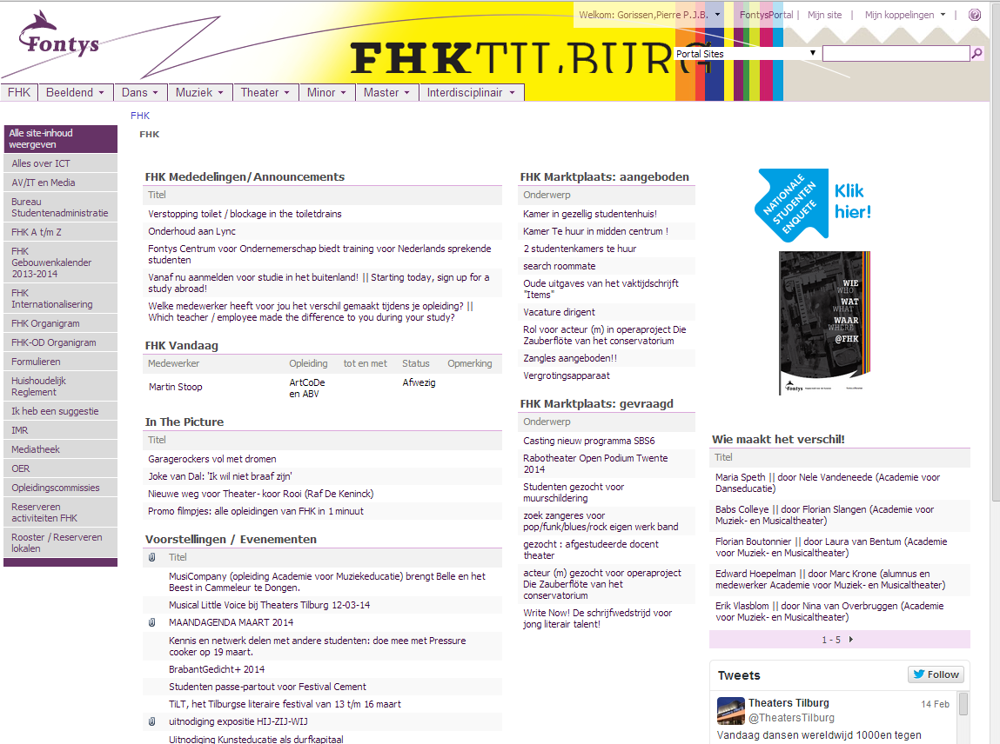 Fontys
Welkom: Gorissen,Pierre P.J.B.
FontysPortal |
Mijn site |
Mijn koppelingen |
FHKTILBURG
Portal Sites
FHK
Beeldend
Dans
Muziek
Theater
Minor
Master
Interdisciplinair
FHK
FHK
Alle site-inhoud
weergeven
Alles over ICT
AV/IT en Media
Bureau
Studentenadministratie
FHK A t/m Z
FHK
Gebouwenkalender
2013-2014
FHK
Internationalisering
FHK Organigram
FHK-OD Organigram
Formulieren
Huishoudelijk
Reglement
Ik heb een suggestie
IMR
Mediatheek
OER
Opleidingscommissies
Reserveren
activiteiten FHK
Rooster / Reserveren
lokalen
FHK Mededelingen/Announcements
Titel
Verstopping toilet / blockage in the toiletdrains
Onderhoud aan Lync
Fontys Centrum voor Ondernemerschap biedt training voor Nederlands sprekende
studenten
Vanaf nu aanmelden voor studie in het buitenland! || Starting today, sign up for a
study abroad!
Welke medewerker heeft voor jou het verschil gemaakt tijdens je opleiding? ||
Which teacher / employee made the difference to you during your study?
FHK Vandaag
Medewerker Opleiding tot en met Status Opmerking
Martin Stoop ArtCoDe Afwezig
en ABV
In The Picture
Titel
Garagerockers vol met dromen
Joke van Dal: 'Ik wil niet braaf zijn'
Nieuwe weg voor Theater- koor Rooi (Raf De Keninck)
Promo filmpjes: alle opleidingen van FHK in 1 minuut
Voorstellingen / Evenementen
Titel
MusiCompany (opleiding Academie voor Muziekeducatie) brengt Belle en het
Beest in Cammeleur te Dongen.
Musical Little Voice bij Theaters Tilburg 12-03-14
MAANDAGENDA MAART 2014
Kennis en netwerk delen met andere studenten: doe mee met Pressure
cooker op 19 maart.
BrabantGedicht+ 2014
Studenten passe-partout voor Festival Cement
TiLT, het Tilburgse literaire festival van 13 t/m 16 maart
uitnodiging expositie HIJ-ZIJ-WIJ
Uitnodiging Kunsteducatie als durfkapitaal
FHK Marktplaats: aangeboden
Onderwerp
Kamer in gezellig studentenhuis!
Kamer Te huur in midden centrum !
2 studentenkamers te huur
search roommate
Oude uitgaves van het vaktijdschrift
"Items"
Vacature dirigent
Rol voor acteur (m) in operaproject Die
Zauberflöte van het conservatorium
Zangles aangeboden!!
Vergrotingsapparaat
FHK Marktplaats: gevraagd
Onderwerp
Casting nieuw programma SBS6
Rabotheater Open Podium Twente
2014
Studenten gezocht voor
muurschildering
zoek zangeres voor
pop/funk/blues/rock eigen werk band
gezocht : afgestudeerde docent
theater
acteur (m) gezocht voor operaproject
Die Zauberflöte van het
conservatorium
Write Now! De schrijfwedstrijd voor
jong literair talent!
NATIONALE
STUDENTEN
ENQUETE
Klik
hier!
WIE
WHO
WAT
WHAT
WAAR
WHERE
@FHK
Fontys
Wie maakt het verschil!
Titel
Maria Speth || door Nele Vandeneede (Academie voor
Danseducatie)
Babs Colleye || door Florian Slangen (Academie voor
Muziek- en Musicaltheater)
Florian Boutonnier || door Laura van Bentum (Academie
voor Muziek- en Musicaltheater)
Edward Hoepelman || door Marc Krone (alumnus en
medewerker Academie voor Muziek- en Musicaltheater)
Erik Vlasblom || door Nina van Overbruggen (Academie
voor Muziek- en Musicaltheater)
1 - 5
Tweets
Follow
Theaters Tilburg 14 Feb
@TheatersTilburg
Vandaag dansen wereldwijd 1000en tegen